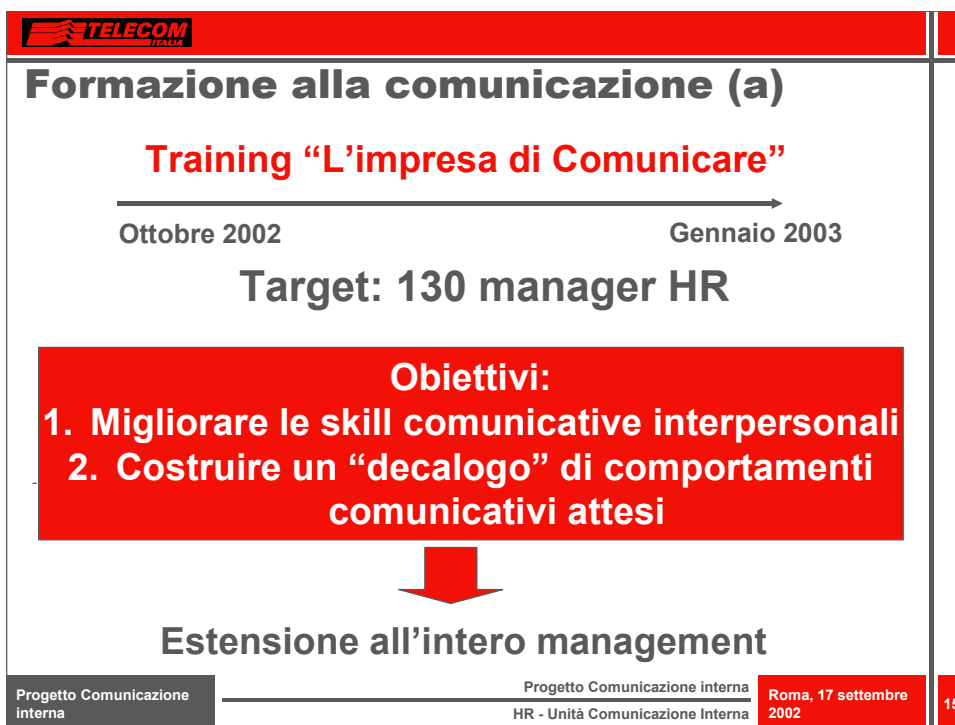 TELECOM
ITALIA
Formazione alla comunicazione (a)
Training “L’impresa di Comunicare”
Ottobre 2002
Gennaio 2003
Target: 130 manager HR
Obiettivi:
1. Migliorare le skill comunicative interpersonali
2. Costruire un “decalogo” di comportamenti
comunicativi attesi
Estensione all’intero management
Progetto Comunicazione
interna
Progetto Comunicazione interna
HR - Unità Comunicazione Interna
Roma, 17 settembre
2002
15